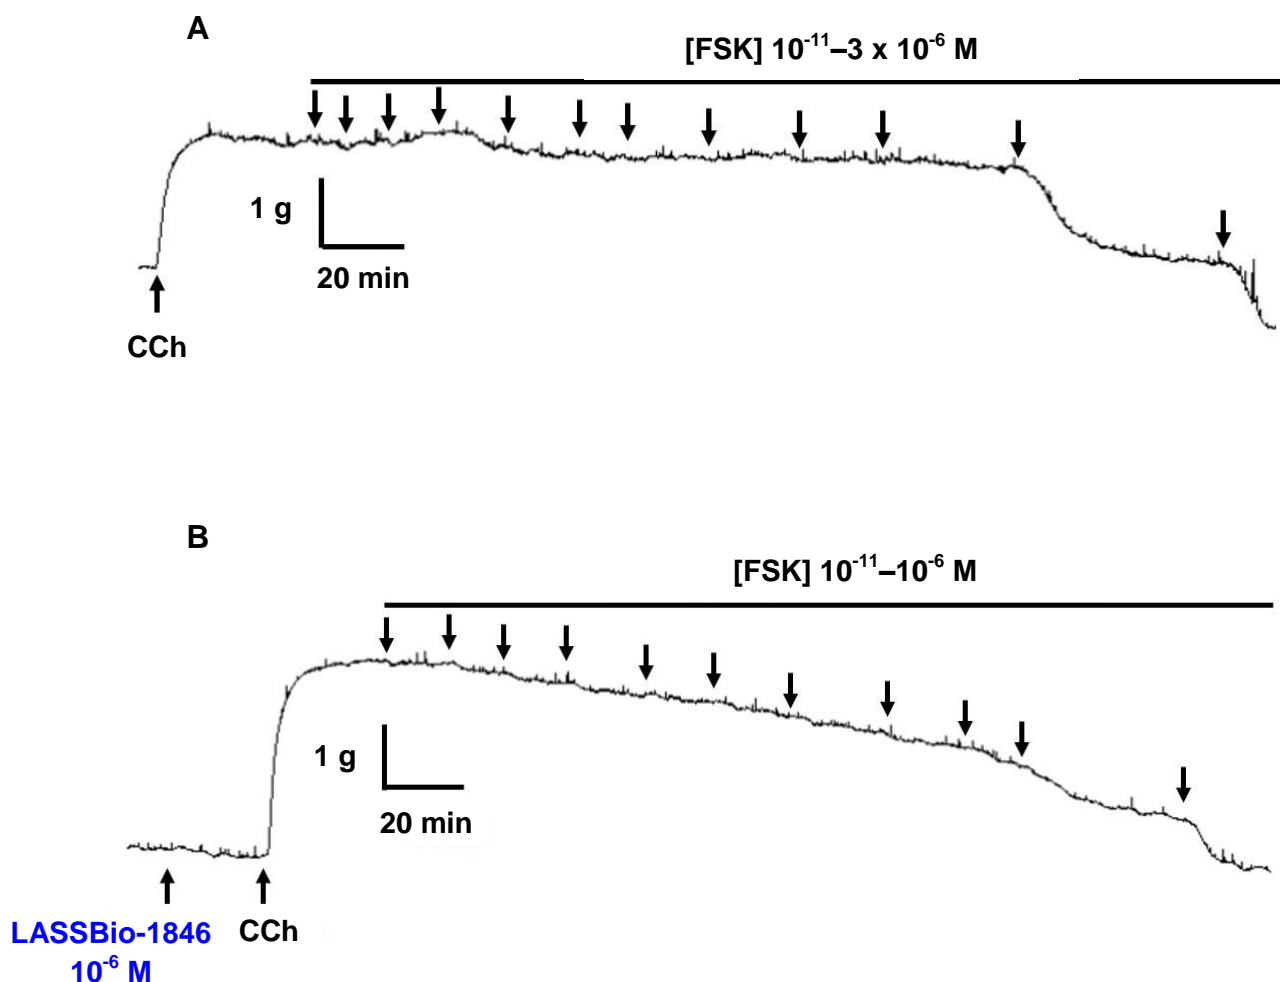 A
[FSK] 10⁻¹¹–3 x 10⁻⁶ M
1 g
20 min
CCh
B
[FSK] 10⁻¹¹–10⁻⁶ M
1 g
20 min
LASSBio-1846 CCh
10⁻⁶ M